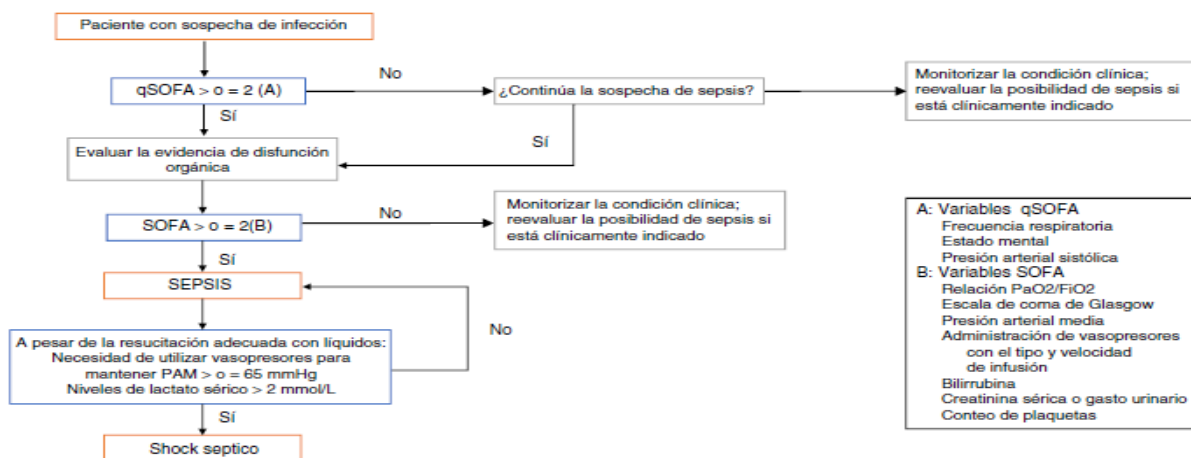 Paciente con sospecha de infección
qSOFA > o = 2 (A)
No
¿Continúa la sospecha de sepsis?
Monitorizar la condición clínica;
reevaluar la posibilidad de sepsis si
está clínicamente indicado
Sí
Sí
Evaluar la evidencia de disfunción
orgánica
SOFA > o = 2(B)
No
Monitorizar la condición clínica;
reevaluar la posibilidad de sepsis si
está clínicamente indicado
Sí
SEPSIS
No
A pesar de la resucitación adecuada con líquidos:
Necesidad de utilizar vasopresores para
mantener PAM > o = 65 mmHg
Niveles de lactato sérico > 2 mmol/L
Sí
Shock septico
A: Variables qSOFA
Frecuencia respiratoria
Estado mental
Presión arterial sistólica
B: Variables SOFA
Relación PaO2/FiO2
Escala de coma de Glasgow
Presión arterial media
Administración de vasopresores
con el tipo y velocidad
de infusión
Bilirrubina
Creatinina sérica o gasto urinario
Conteo de plaquetas